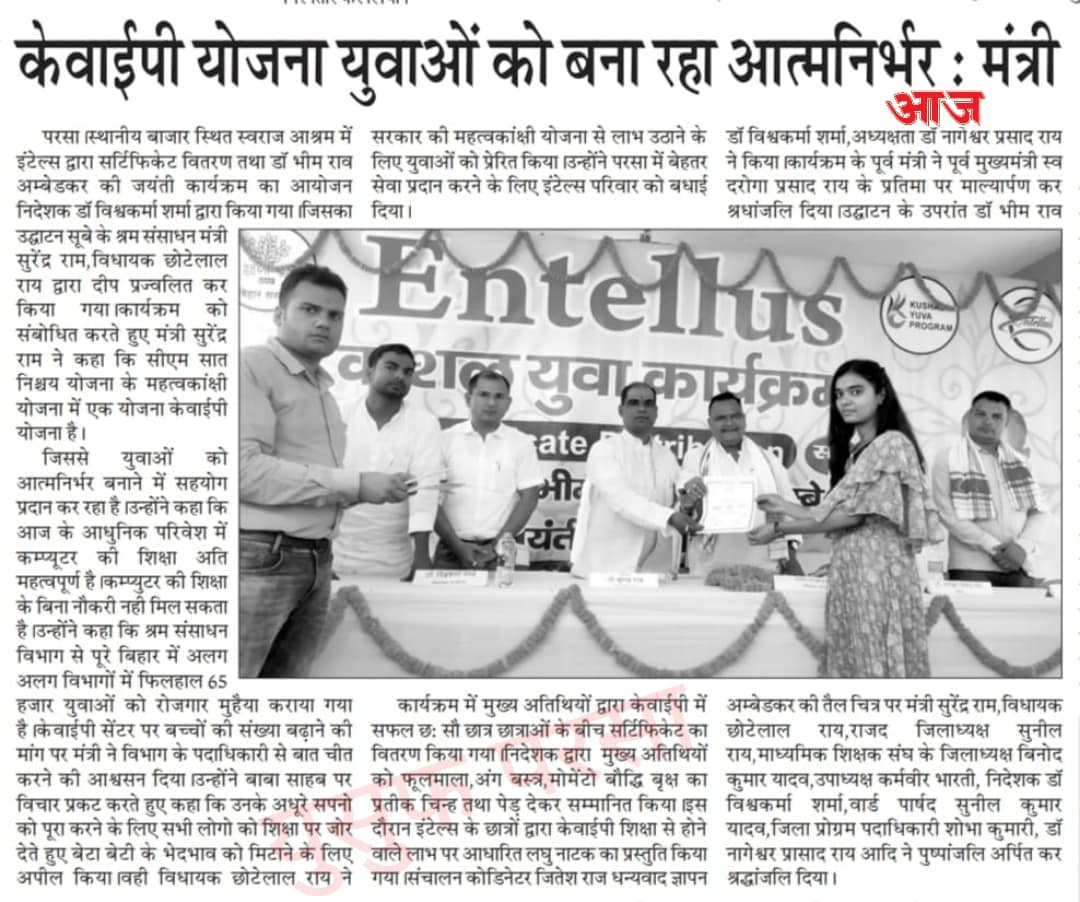 केवाईपी योजना युवाओं को बना रहा आत्मनिर्भर : मंत्री
आज
परसा।स्थानीय बाजार स्थित स्वराज आश्रम में
इंटेल्स द्वारा सर्टिफिकेट वितरण तथा डॉ भीम राव
अम्बेडकर की जयंती कार्यक्रम का आयोजन
निदेशक डॉ विश्वकर्मा शर्मा द्वारा किया गया।जिसका
उद्घाटन सूबे के श्रम संसाधन मंत्री
सुरेंद्र राम,विधायक छोटेलाल
राय द्वारा दीप प्रज्वलित कर
किया गया।कार्यक्रम को
संबोधित करते हुए मंत्री सुरेंद्र
राम ने कहा कि सीएम सात
निश्चय योजना के महत्वकांक्षी
योजना में एक योजना केवाईपी
योजना है।
जिससे युवाओं को
आत्मनिर्भर बनाने में सहयोग
प्रदान कर रहा है।उन्होंने कहा कि
आज के आधुनिक परिवेश में
कम्प्यूटर की शिक्षा अति
महत्वपूर्ण है।कम्प्युटर की शिक्षा
के बिना नौकरी नही मिल सकता
है।उन्होंने कहा कि श्रम संसाधन
विभाग से पूरे बिहार में अलग
अलग विभागों में फिलहाल 65
हजार युवाओं को रोजगार मुहैया कराया गया
है।केवाईपी सेंटर पर बच्चों की संख्या बढ़ाने की
मांग पर मंत्री ने विभाग के पदाधिकारी से बात चीत
करने की आश्वसन दिया।उन्होंने बाबा साहब पर
विचार प्रकट करते हुए कहा कि उनके अधूरे सपनो
को पूरा करने के लिए सभी लोगो को शिक्षा पर जोर
देते हुए बेटा बेटी के भेदभाव को मिटाने के लिए
अपील किया।वही विधायक छोटेलाल राय ने
सरकार की महत्वकांक्षी योजना से लाभ उठाने के
लिए युवाओं को प्रेरित किया।उन्होंने परसा में बेहतर
सेवा प्रदान करने के लिए इंटेल्स परिवार को बधाई
दिया।
Entellus
कुशल युवा कार्यक्रम
KUSHAL
YUVA
PROGRAM
Entellus
कार्यक्रम में मुख्य अतिथियों द्वारा केवाईपी में
सफल छ: सौ छात्र छात्राओं के बीच सर्टिफिकेट का
वितरण किया गया।निदेशक द्वारा मुख्य अतिथियों
को फूलमाला,अंग बस्त्र,मोमेंटो बौद्धि बृक्ष का
प्रतीक चिन्ह तथा पेड़ देकर सम्मानित किया।इस
दौरान इंटेल्स के छात्रों द्वारा केवाईपी शिक्षा से होने
वाले लाभ पर आधारित लघु नाटक का प्रस्तुति किया
गया।संचालन कोडिनेटर जितेश राज धन्यवाद ज्ञापन
डॉ विश्वकर्मा शर्मा,अध्यक्षता डॉ नागेश्वर प्रसाद राय
ने किया।कार्यक्रम के पूर्व मंत्री ने पूर्व मुख्यमंत्री स्व
दरोगा प्रसाद राय के प्रतिमा पर माल्यार्पण कर
श्रधांजलि दिया।उद्घाटन के उपरांत डॉ भीम राव
अम्बेडकर की तैल चित्र पर मंत्री सुरेंद्र राम,विधायक
छोटेलाल राय,राजद जिलाध्यक्ष सुनील
राय,माध्यमिक शिक्षक संघ के जिलाध्यक्ष बिनोद
कुमार यादव,उपाध्यक्ष कर्मवीर भारती, निदेशक डॉ
विश्वकर्मा शर्मा,वार्ड पार्षद सुनील कुमार
यादव,जिला प्रोग्रम पदाधिकारी शोभा कुमारी, डॉ
नागेश्वर प्रासाद राय आदि ने पुष्पांजलि अर्पित कर
श्रद्धांजलि दिया।
युसुफ परसा